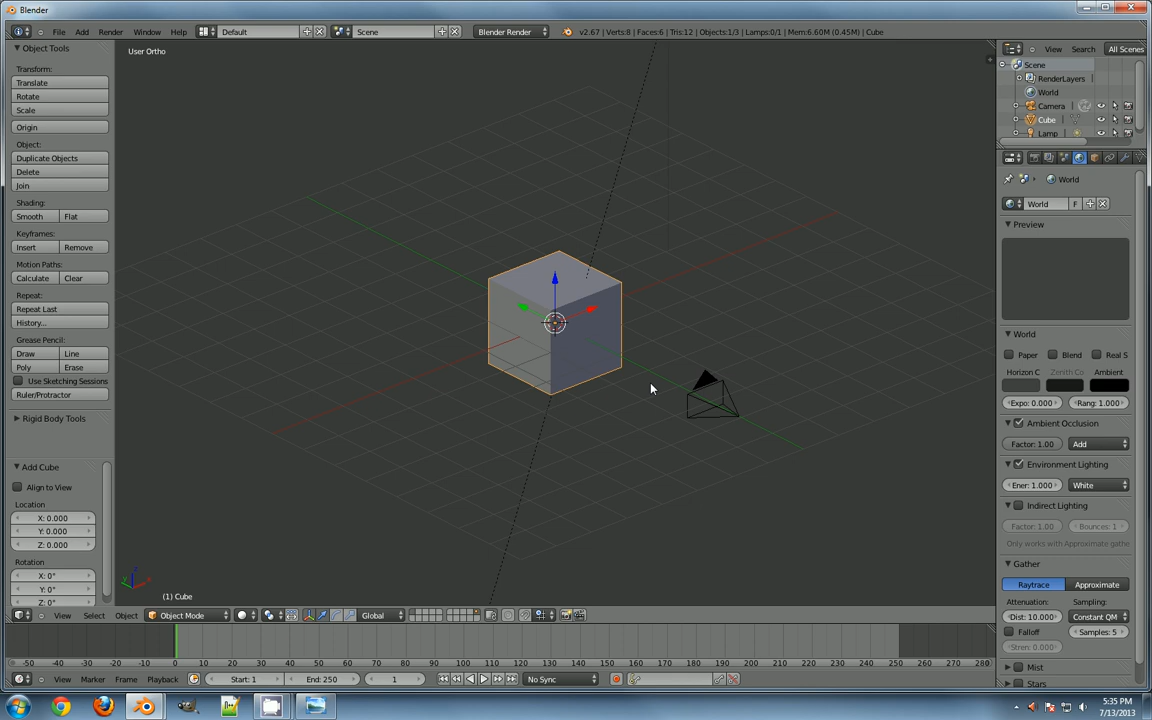 Blender
File Add Render Window Help Default Scene Blender Render v2.67 | Verts:8 | Faces:6 | Tris:12 | Objects:1/3 | Lamps:0/1 | Mem:6.60M (0.45M) | Cube
Object Tools
Transform:
Translate
Rotate
Scale
Origin
Object:
Duplicate Objects
Delete
Join
Shading:
Smooth Flat
Keyframes:
Insert Remove
Motion Paths:
Calculate Clear
Repeat:
Repeat Last
History...
Grease Pencil:
Draw Line
Poly Erase
Use Sketching Sessions
Ruler/Protractor
Rigid Body Tools
Add Cube
Align to View
Location
X: 0.000
Y: 0.000
Z: 0.000
Rotation
X: 0°
Y: 0°
Z: 0°
User Ortho
(1) Cube
View Search All Scenes
Scene
RenderLayers
World
Camera
Cube
Lamp
World
World F
Preview
World
Paper Blend Real S
Horizon C Zenith Co Ambient
Expo: 0.000 Rang: 1.000
Ambient Occlusion
Factor: 1.00 Add
Environment Lighting
Ener: 1.000 White
Indirect Lighting
Factor: 1.00 Bounces: 1
Only works with Approximate gathe
Gather
Raytrace Approximate
Attenuation: Sampling:
Dist: 10.000 Constant QM
Falloff Samples: 5
Stren: 0.000
Mist
Stars
View Select Object Object Mode Global
-50 -40 -30 -20 -10 0 10 20 30 40 50 60 70 80 90 100 110 120 130 140 150 160 170 180 190 200 210 220 230 240 250 260 270 280
View Marker Frame Playback Start: 1 End: 250 1 No Sync
5:35 PM
7/13/2013